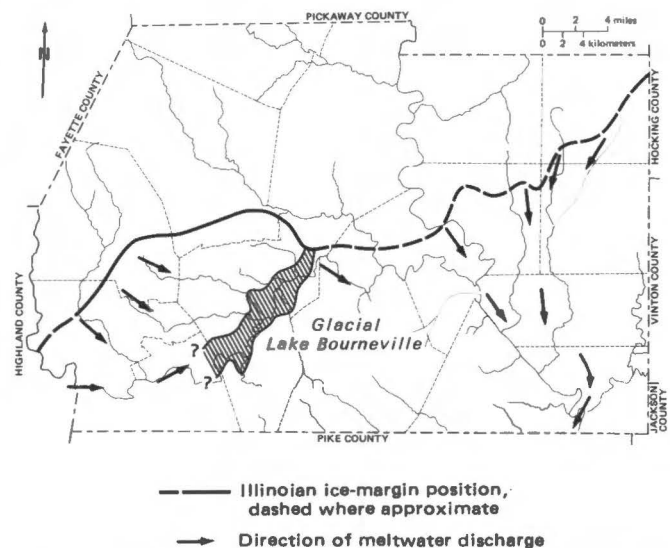 PICKAWAY COUNTY
0 2 4 miles
0 2 4 kilometers
N
FAYETTE COUNTY
HOCKING COUNTY
HIGHLAND COUNTY
VINTON COUNTY
Glacial
Lake Bourneville
?
?
JACKSON
COUNTY
PIKE COUNTY
Illinoian ice-margin position,
dashed where approximate
Direction of meltwater discharge